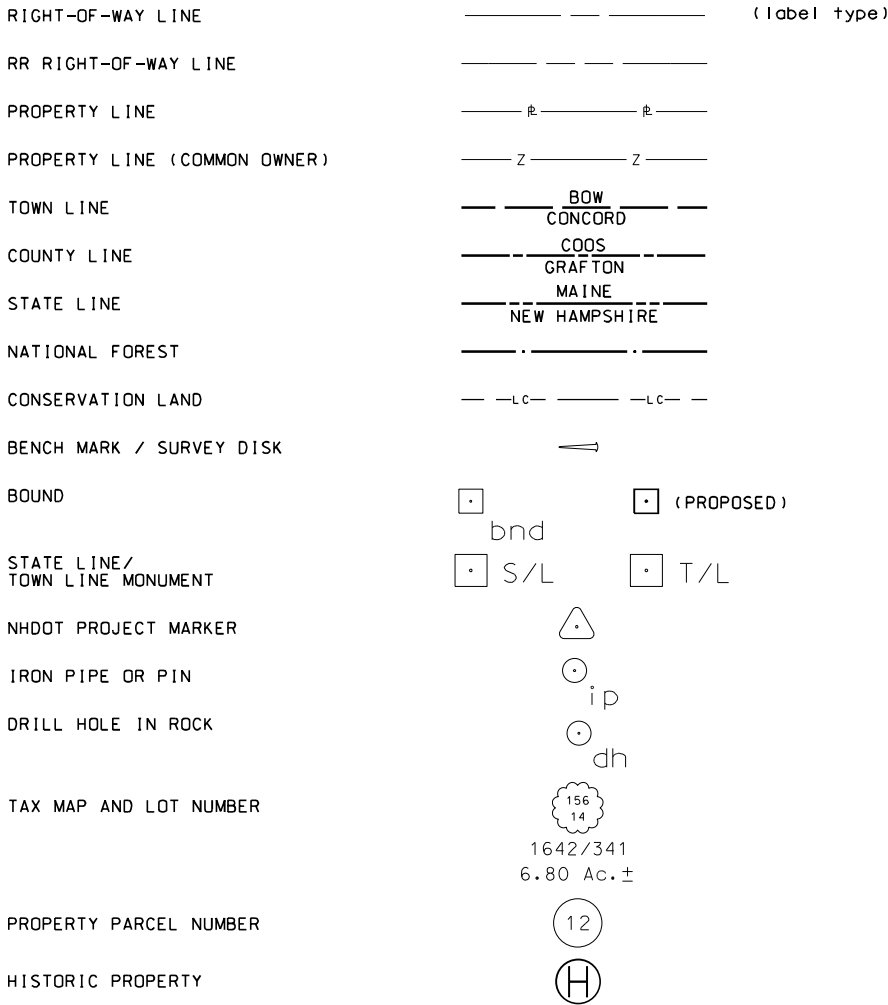 RIGHT-OF-WAY LINE (label type)
RR RIGHT-OF-WAY LINE
PROPERTY LINE ⅊ ⅊
PROPERTY LINE (COMMON OWNER) Z Z
TOWN LINE BOW
CONCORD
COUNTY LINE COOS
GRAFTON
STATE LINE MAINE
NEW HAMPSHIRE
NATIONAL FOREST
CONSERVATION LAND LC LC
BENCH MARK / SURVEY DISK
BOUND bnd (PROPOSED)
STATE LINE/
TOWN LINE MONUMENT S/L T/L
NHDOT PROJECT MARKER
IRON PIPE OR PIN ip
DRILL HOLE IN ROCK dh
TAX MAP AND LOT NUMBER 156
14
1642/341
6.80 Ac.±
PROPERTY PARCEL NUMBER 12
HISTORIC PROPERTY H